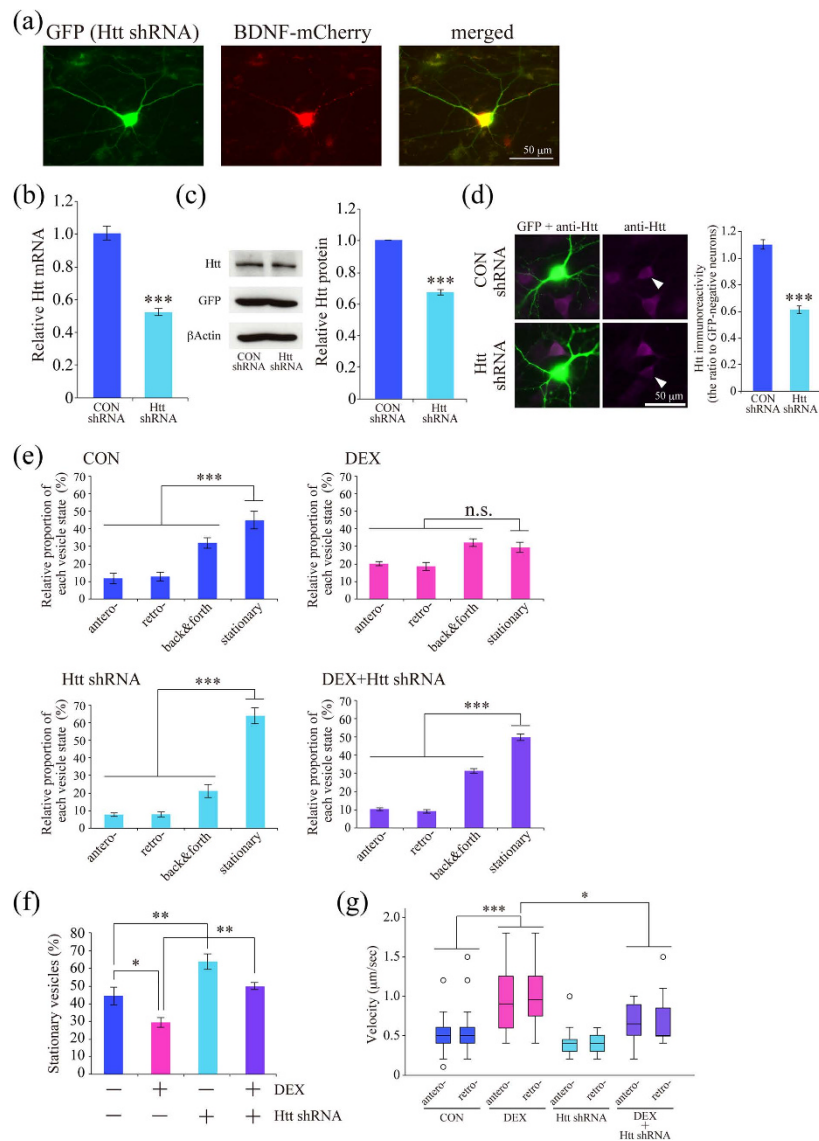 (a)
GFP (Htt shRNA) BDNF-mCherry merged
50 μm
(b)
Relative Htt mRNA
1.2
1.0
0.8
0.6
0.4
0.2
0
***
CON shRNA
Htt shRNA
(c)
Htt
GFP
βActin
CON shRNA
Htt shRNA
Relative Htt protein
1.2
1.0
0.8
0.6
0.4
0.2
0
***
CON shRNA
Htt shRNA
(d)
GFP + anti-Htt anti-Htt
CON shRNA
Htt shRNA
50 μm
Htt immunoreactivity
(the ratio to GFP-negative neurons)
1.2
1.0
0.8
0.6
0.4
0.2
0
***
CON shRNA
Htt shRNA
(e)
CON
Relative proportion of
each vesicle state (%)
70
60
50
40
30
20
10
0
***
antero- retro- back&forth stationary
DEX
Relative proportion of
each vesicle state (%)
70
60
50
40
30
20
10
0
n.s.
antero- retro- back&forth stationary
Htt shRNA
Relative proportion of
each vesicle state (%)
80
70
60
50
40
30
20
10
0
***
antero- retro- back&forth stationary
DEX+Htt shRNA
Relative proportion of
each vesicle state (%)
70
60
50
40
30
20
10
0
***
antero- retro- back&forth stationary
(f)
Stationary vesicles (%)
80
70
60
50
40
30
20
10
0
**
*
**
− + − + DEX
− − + + Htt shRNA
(g)
Velocity (μm/sec)
2.0
1.5
1.0
0.5
0
***
*
antero- retro- antero- retro- antero- retro- antero- retro-
CON DEX Htt shRNA DEX
+
Htt shRNA